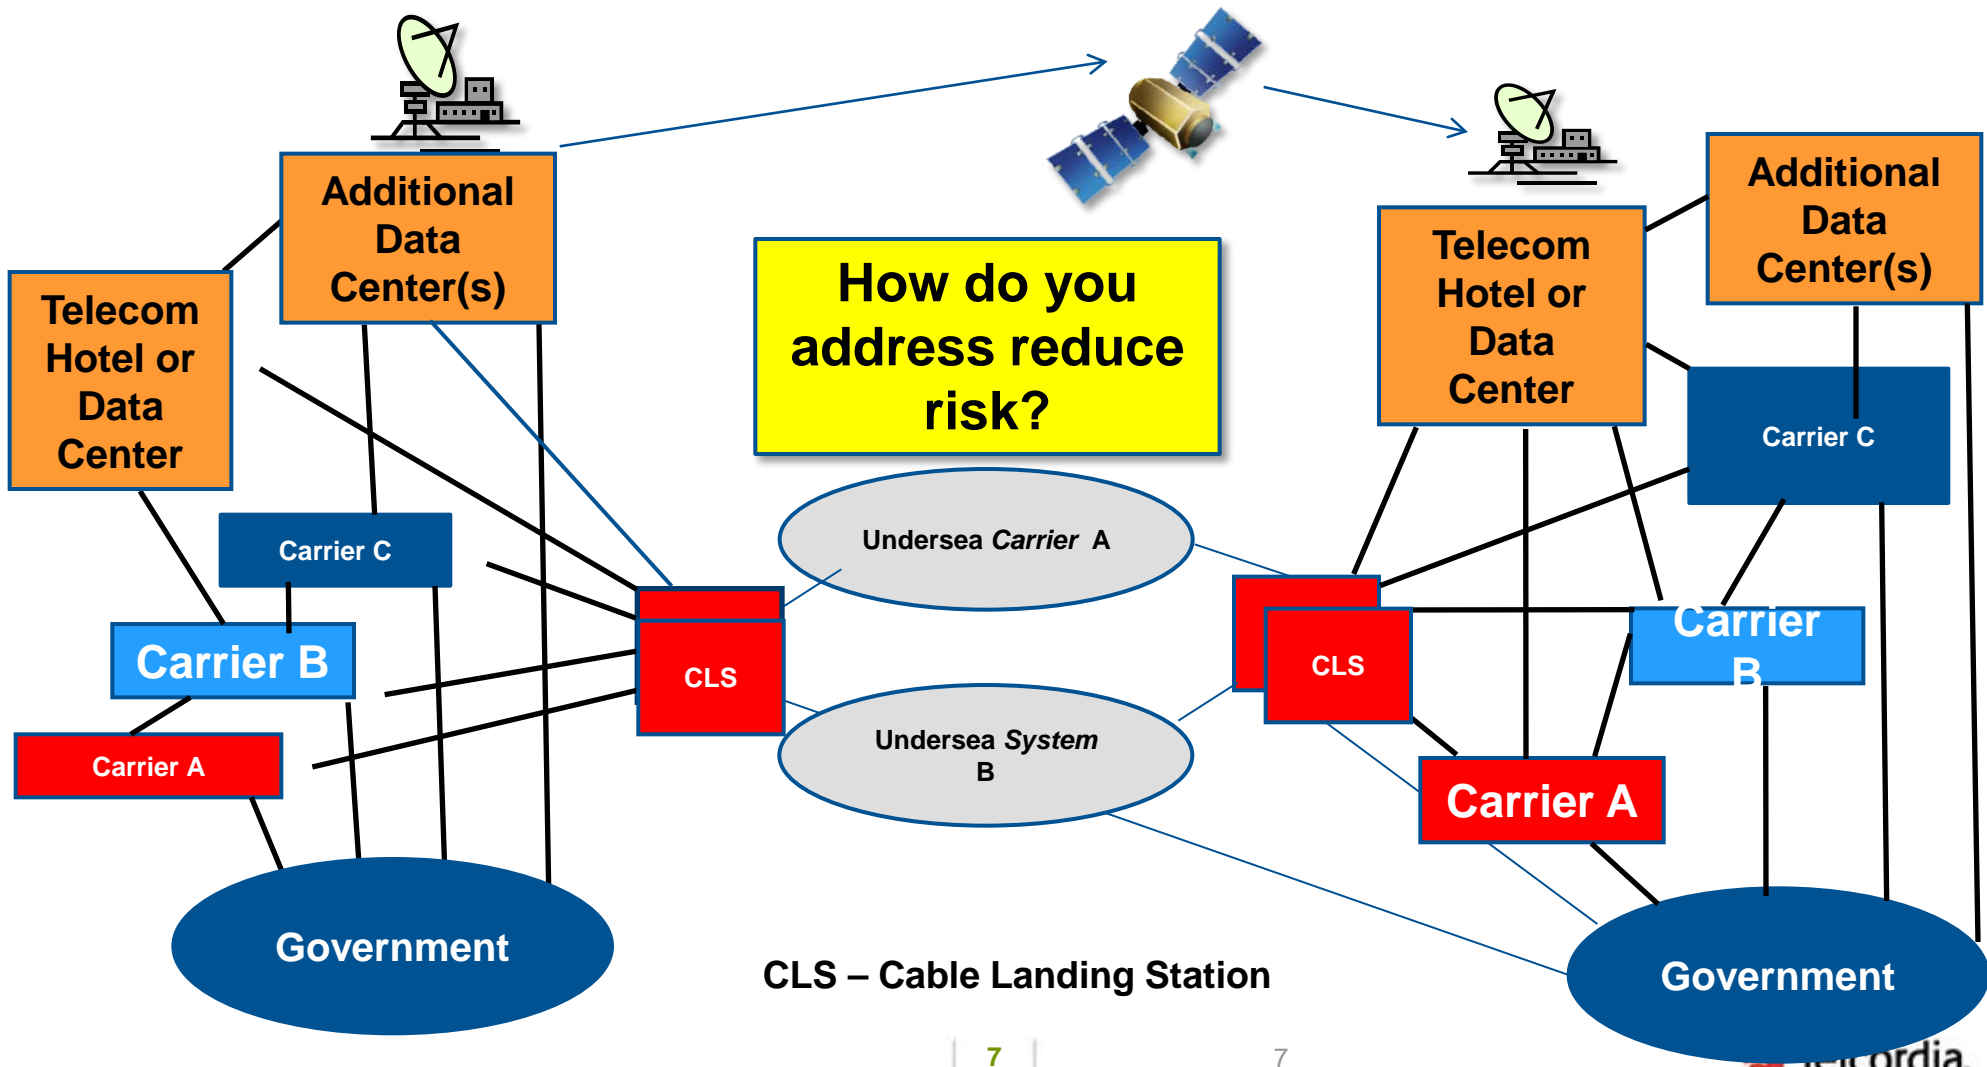 Additional
Data
Center(s)
Telecom
Hotel or
Data
Center
Carrier C
Carrier B
Carrier A
Government
How do you
address reduce
risk?
Undersea Carrier A
Undersea System
B
CLS
CLS – Cable Landing Station
Telecom
Hotel or
Data
Center
Additional
Data
Center(s)
Carrier C
CLS
Carrier
B
Carrier A
Government
7
7